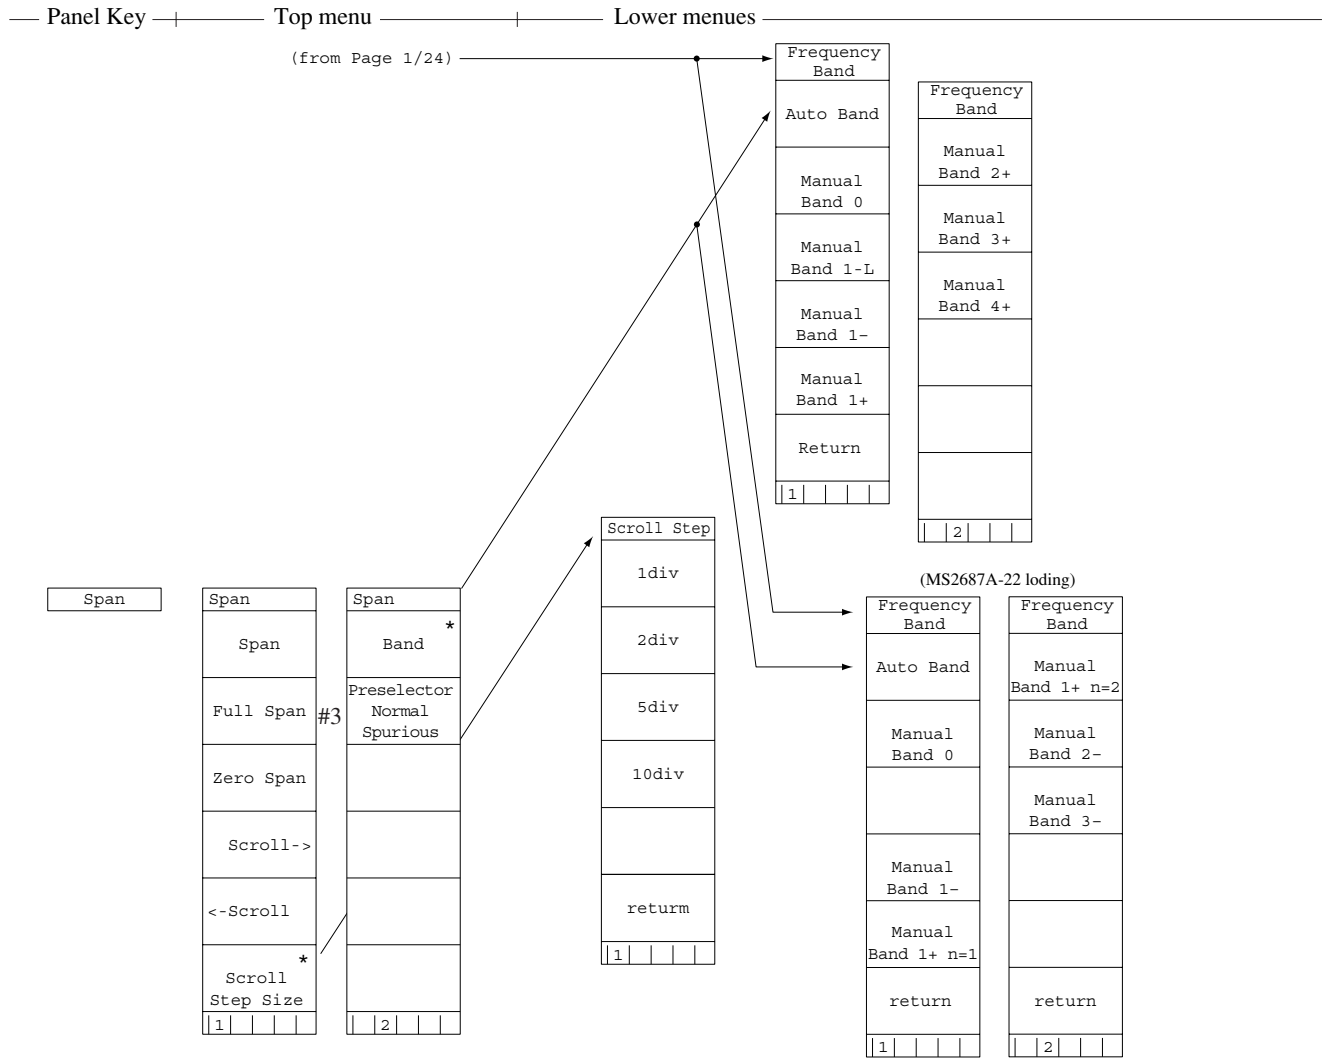 Panel Key
Top menu
Lower menues
(from Page 1/24)
Frequency
Band
Auto Band
Manual
Band 0
Manual
Band 1-L
Manual
Band 1−
Manual
Band 1+
Return
1
Frequency
Band
Manual
Band 2+
Manual
Band 3+
Manual
Band 4+
2
Span
Span
Span
Full Span
Zero Span
Scroll->
<-Scroll
*
Scroll
Step Size
1
#3
Span
*
Band
Preselector
Normal
Spurious
2
Scroll Step
1div
2div
5div
10div
returm
1
(MS2687A-22 loding)
Frequency
Band
Auto Band
Manual
Band 0
Manual
Band 1−
Manual
Band 1+ n=1
return
1
Frequency
Band
Manual
Band 1+ n=2
Manual
Band 2−
Manual
Band 3−
return
2